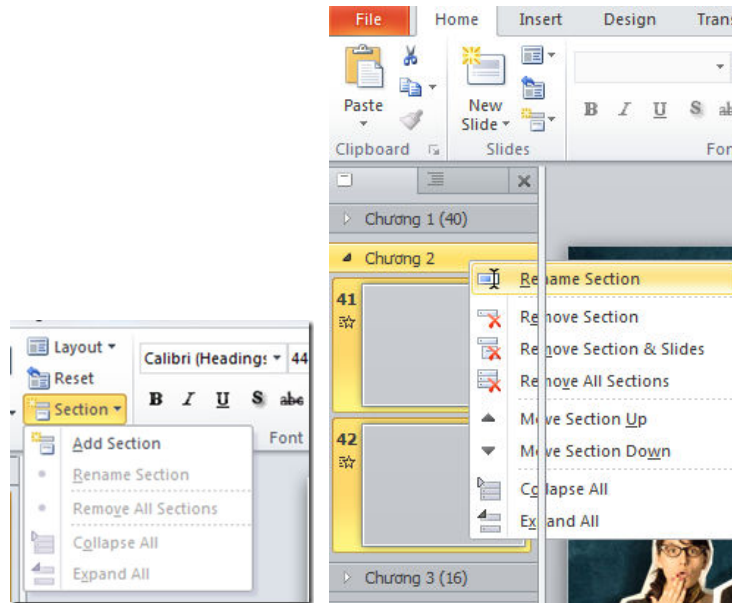 Layout
Reset
Section
Calibri (Headings 44
B I U S abc
Font
Add Section
Rename Section
Remove All Sections
Collapse All
Expand All
File Home Insert Design
Paste
New
Slide
B I U S
Clipboard Slides
Chương 1 (40)
Chương 2
41
42
Rename Section
Remove Section
Remove Section & Slides
Remove All Sections
Move Section Up
Move Section Down
Collapse All
Expand All
Chương 3 (16)